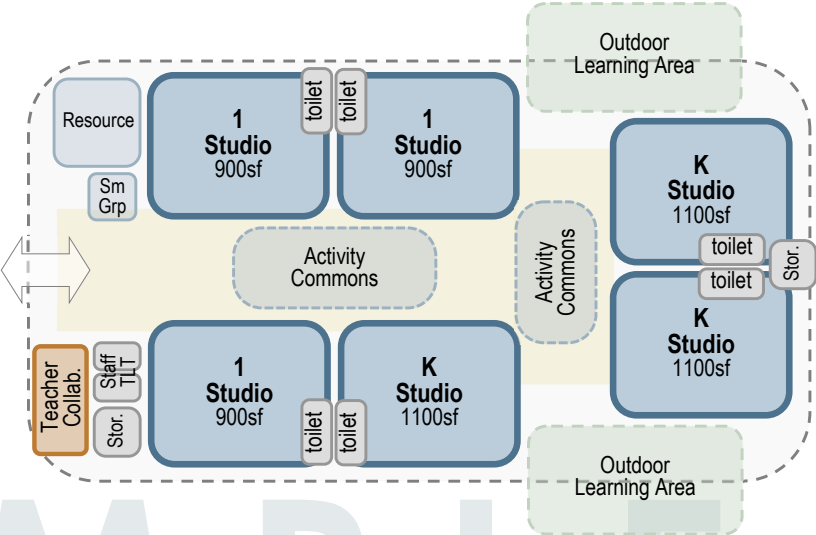 Outdoor
Learning Area
Resource
1
Studio
900sf
toilet
toilet
1
Studio
900sf
K
Studio
1100sf
Sm
Grp
Activity
Commons
Activity
Commons
toilet
toilet
Stor.
K
Studio
1100sf
Teacher
Collab.
Staff
TLT
Stor.
1
Studio
900sf
toilet
toilet
K
Studio
1100sf
Outdoor
Learning Area